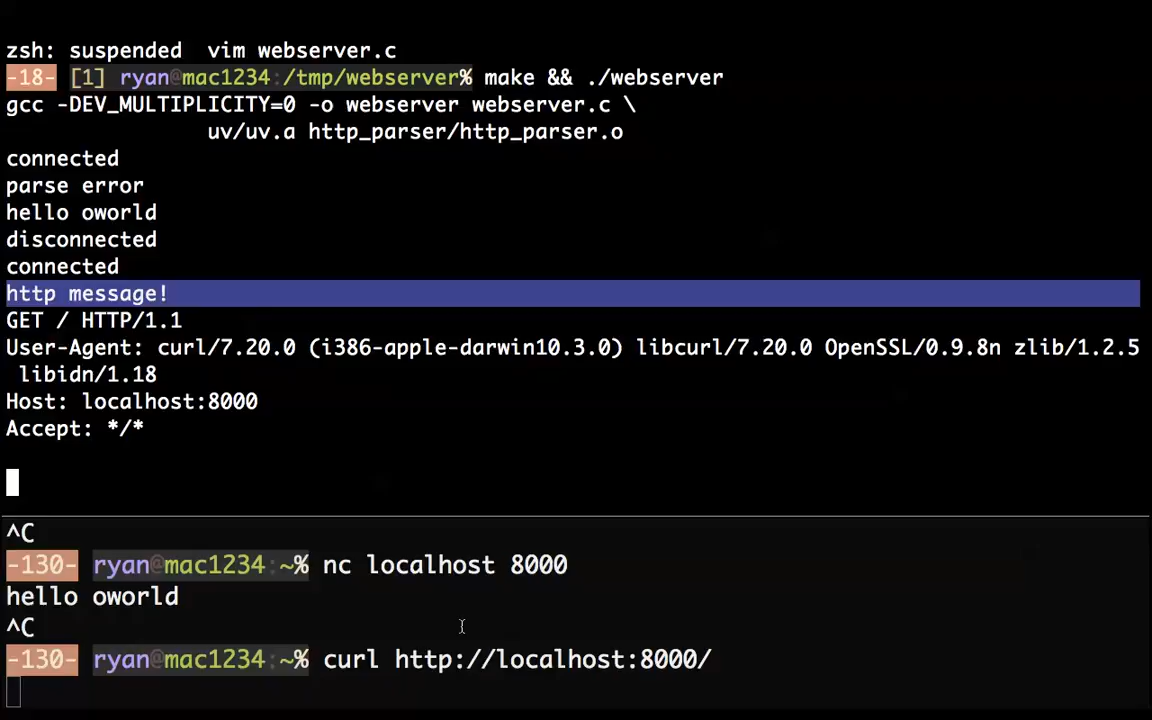 zsh: suspended  vim webserver.c
-18- [1] ryan@mac1234:/tmp/webserver% make && ./webserver
gcc -DEV_MULTIPLICITY=0 -o webserver webserver.c \
uv/uv.a http_parser/http_parser.o
connected
parse error
hello oworld
disconnected
connected
http message!
GET / HTTP/1.1
User-Agent: curl/7.20.0 (i386-apple-darwin10.3.0) libcurl/7.20.0 OpenSSL/0.9.8n zlib/1.2.5
libidn/1.18
Host: localhost:8000
Accept: */*
^C
-130- ryan@mac1234:~% nc localhost 8000
hello oworld
^C
-130- ryan@mac1234:~% curl http://localhost:8000/